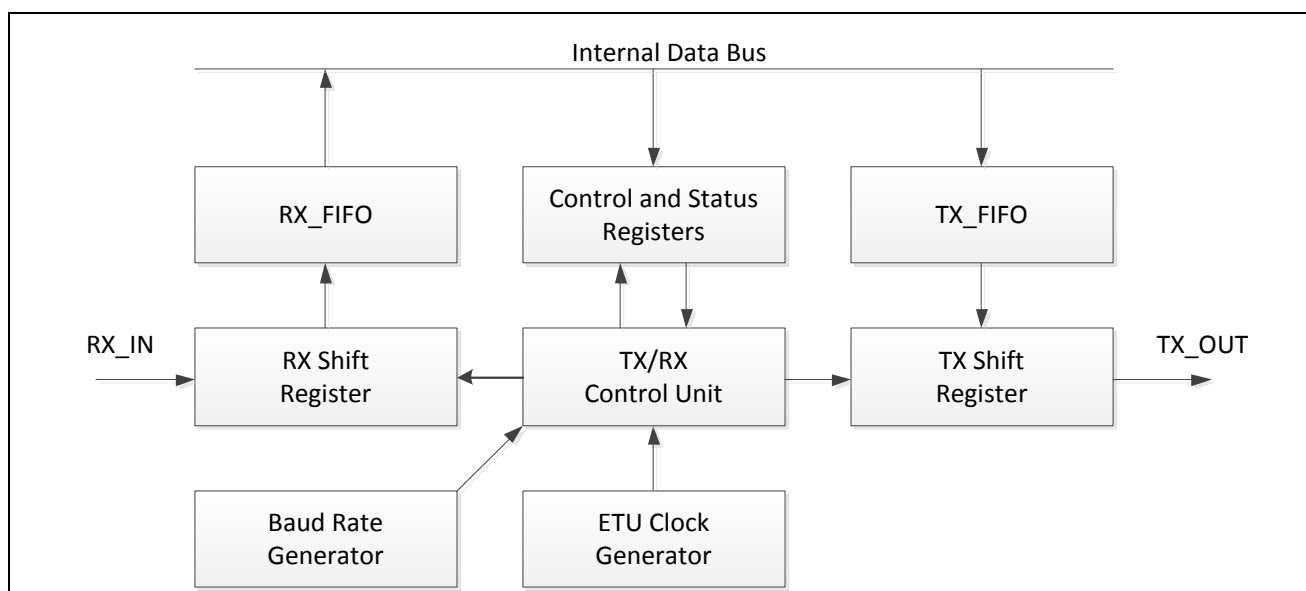 Internal Data Bus
RX_FIFO
Control and Status
Registers
TX_FIFO
RX_IN
RX Shift
Register
TX/RX
Control Unit
TX Shift
Register
TX_OUT
Baud Rate
Generator
ETU Clock
Generator